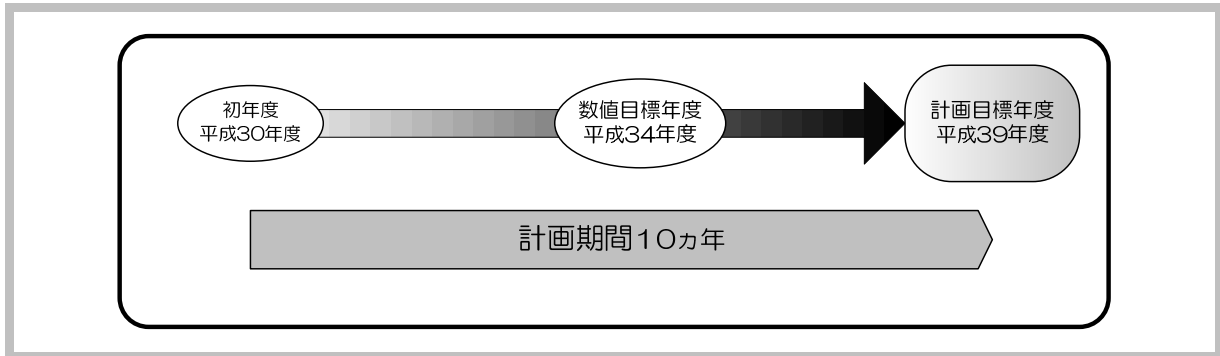 初年度
平成30年度
数値目標年度
平成34年度
計画目標年度
平成39年度
計画期間10ヵ年